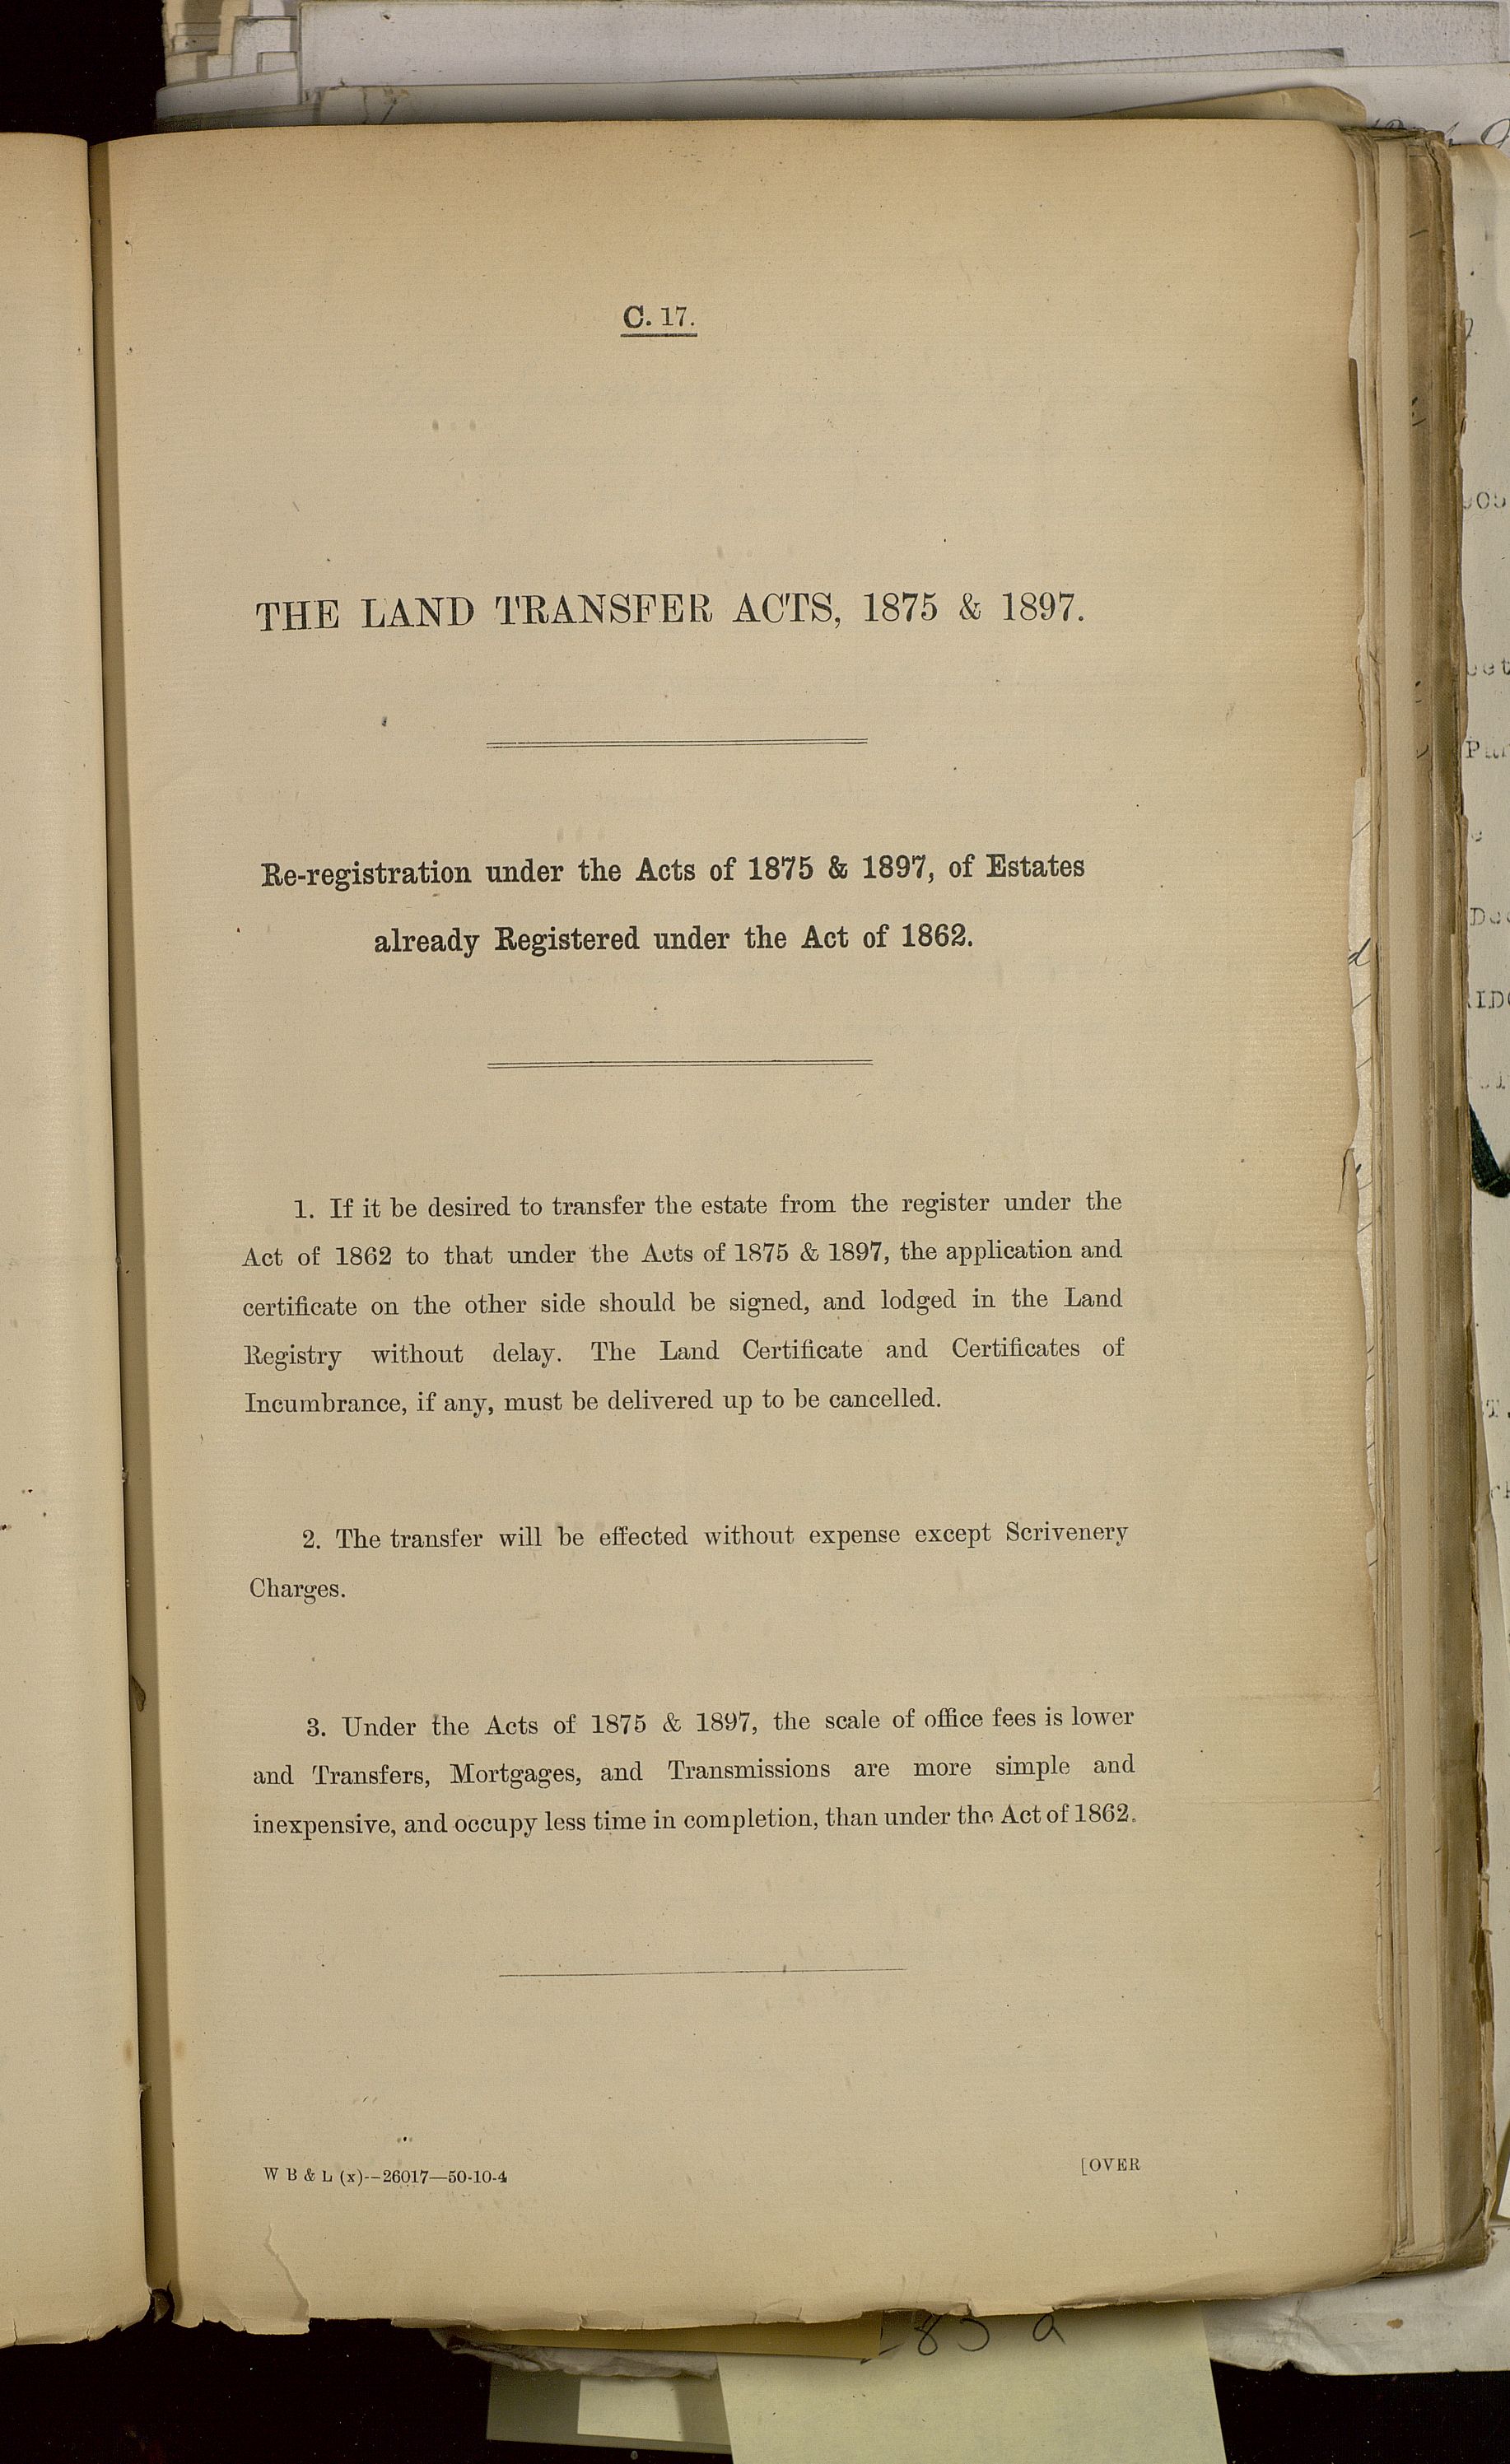 C. 17.
THE LAND TRANSFER ACTS, 1875 & 1897.
Re-registration under the Acts of 1875 & 1897, of Estates
already Registered under the Act of 1862.
1. If it be desired to transfer the estate from the register under the
Act of 1862 to that under the Acts of 1875 & 1897, the application and
certificate on the other side should be signed, and lodged in the Land
Registry without delay. The Land Certificate and Certificates of
Incumbrance, if any, must be delivered up to be cancelled.
2. The transfer will be effected without expense except Scrivenery
Charges.
3. Under the Acts of 1875 & 1897, the scale of office fees is lower
and Transfers, Mortgages, and Transmissions are more simple and
inexpensive, and occupy less time in completion, than under the Act of 1862.
W B & L (x)--26017—50-10-4
[OVER